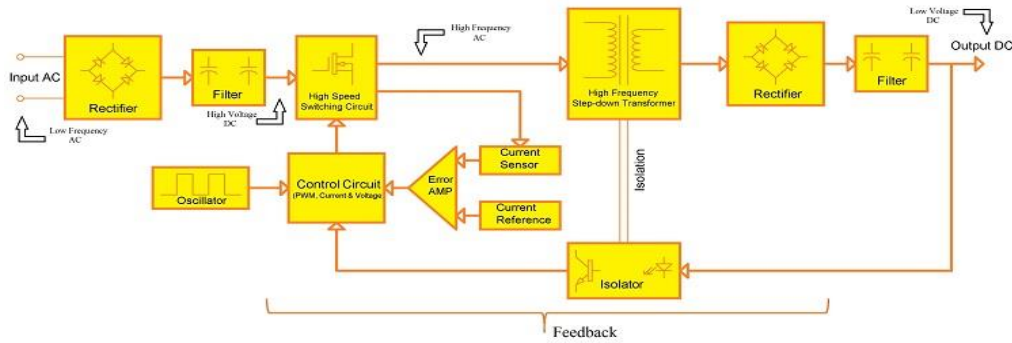 Low Voltage
DC
High Frequency
AC
Output DC
Input AC
Rectifier
Filter
High Speed
Switching Circuit
High Frequency
Step-down Transformer
Rectifier
Filter
High Voltage
DC
Low Frequency
AC
Oscillator
Control Circuit
(PWM, Current & Voltage
Error
AMP
Current
Sensor
Current
Reference
Isolation
Isolator
Feedback